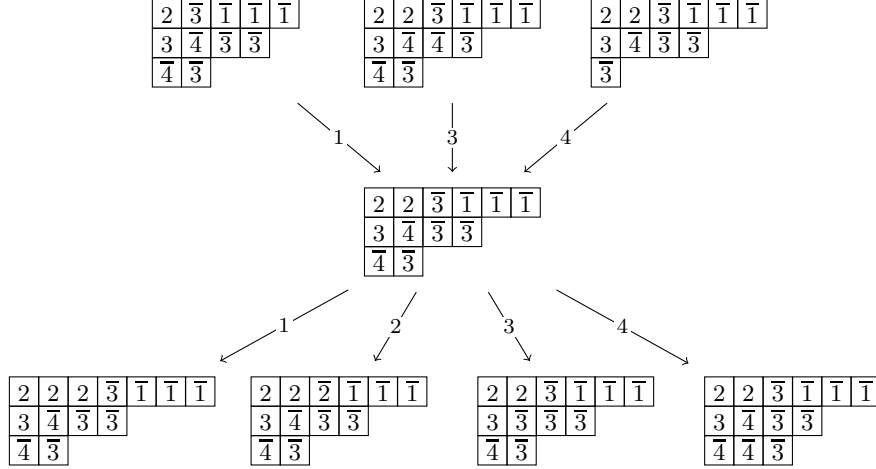 2 3̅ 1̅ 1̅ 1̅
3 4̅ 3̅ 3̅
4̅ 3̅
2 2 3̅ 1̅ 1̅ 1̅
3 4̅ 4̅ 3̅
4̅ 3̅
2 2 3̅ 1̅ 1̅ 1̅
3 4̅ 3̅ 3̅
3̅
1 3 4
2 2 3̅ 1̅ 1̅ 1̅
3 4̅ 3̅ 3̅
4̅ 3̅
1 2 3 4
2 2 2 3̅ 1̅ 1̅ 1̅
3 4̅ 3̅ 3̅
4̅ 3̅
2 2 2̅ 1̅ 1̅ 1̅
3 4̅ 3̅ 3̅
4̅ 3̅
2 2 3̅ 1̅ 1̅ 1̅
3 3̅ 3̅ 3̅
4̅ 3̅
2 2 3̅ 1̅ 1̅ 1̅
3 4̅ 3̅ 3̅
4̅ 4̅ 3̅